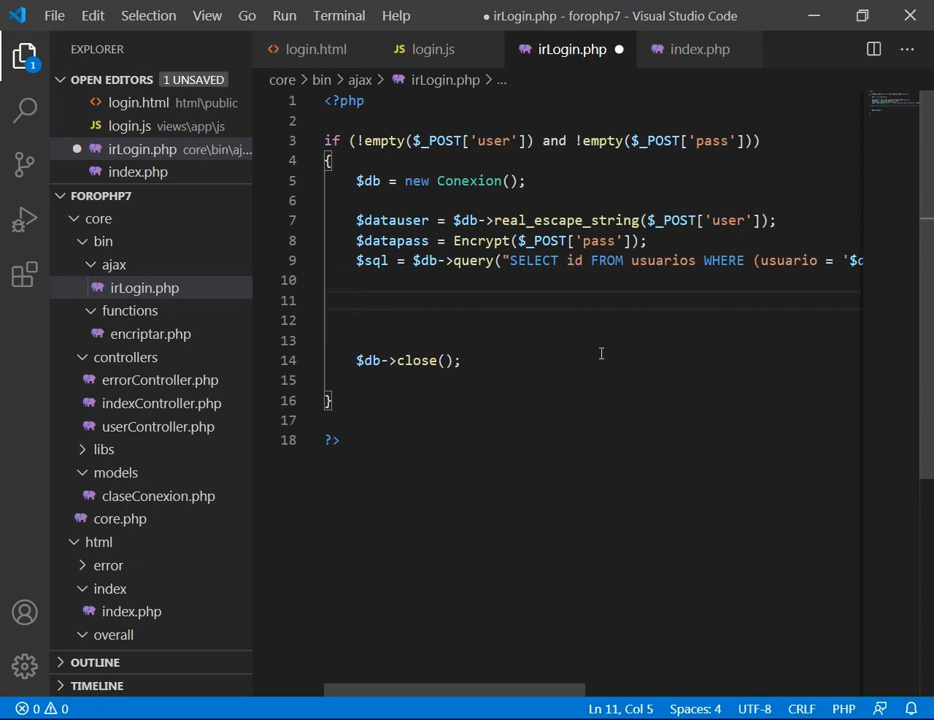 File Edit Selection View Go Run Terminal Help
● irLogin.php - forophp7 - Visual Studio Code
EXPLORER
OPEN EDITORS 1 UNSAVED
login.html html\public
JS login.js views\app\js
irLogin.php core\bin\aj...
index.php
FOROPHP7
core
bin
ajax
irLogin.php
functions
encriptar.php
controllers
errorController.php
indexController.php
userController.php
libs
models
claseConexion.php
core.php
html
error
index
index.php
overall
OUTLINE
TIMELINE
1
login.html JS login.js irLogin.php index.php
core > bin > ajax > irLogin.php > ...
1 <?php
2
3 if (!empty($_POST['user']) and !empty($_POST['pass']))
4 {
5 $db = new Conexion();
6
7 $datauser = $db->real_escape_string($_POST['user']);
8 $datapass = Encrypt($_POST['pass']);
9 $sql = $db->query("SELECT id FROM usuarios WHERE (usuario = '$d
10
11
12
13
14 $db->close();
15
16 }
17
18 ?>
0 0 Ln 11, Col 5 Spaces: 4 UTF-8 CRLF PHP